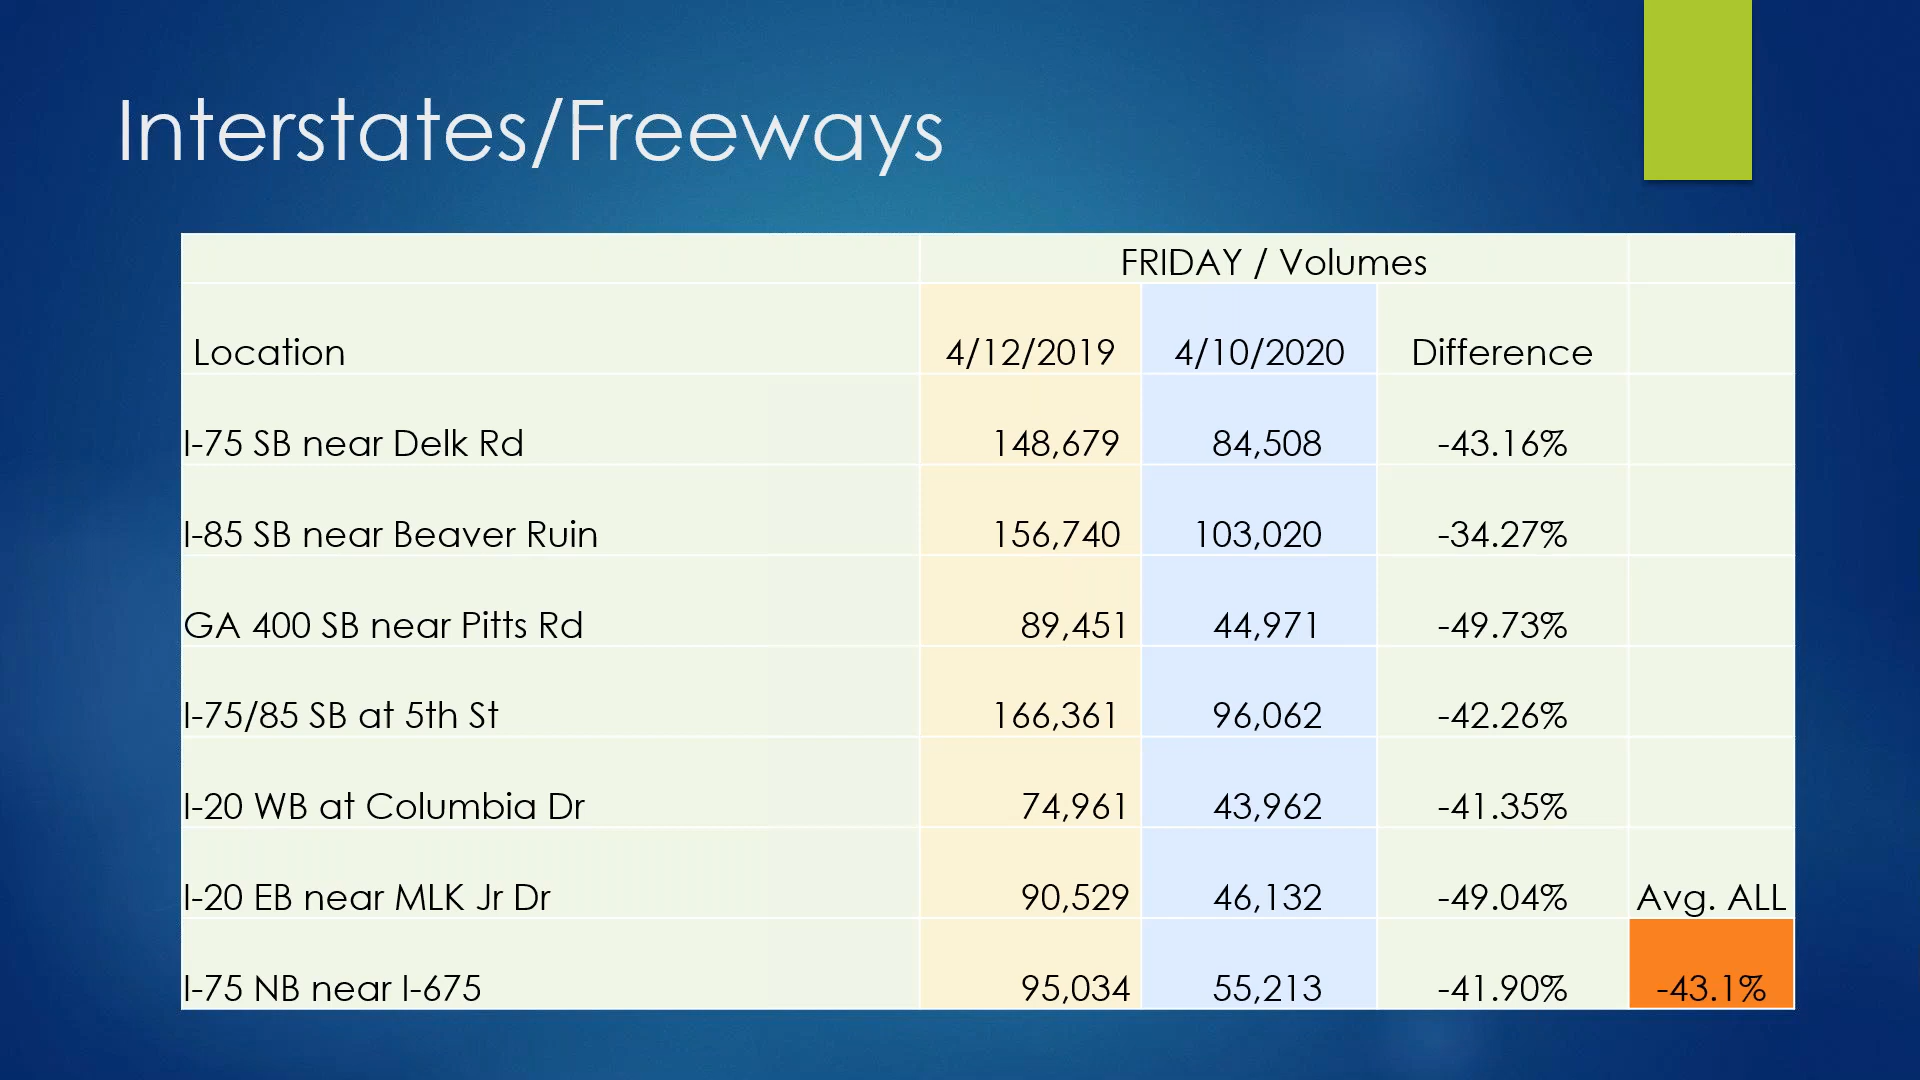 Interstates/Freeways
FRIDAY / Volumes
Location 4/12/2019 4/10/2020 Difference
I-75 SB near Delk Rd 148,679 84,508 -43.16%
I-85 SB near Beaver Ruin 156,740 103,020 -34.27%
GA 400 SB near Pitts Rd 89,451 44,971 -49.73%
I-75/85 SB at 5th St 166,361 96,062 -42.26%
I-20 WB at Columbia Dr 74,961 43,962 -41.35%
I-20 EB near MLK Jr Dr 90,529 46,132 -49.04% Avg. ALL
I-75 NB near I-675 95,034 55,213 -41.90% -43.1%